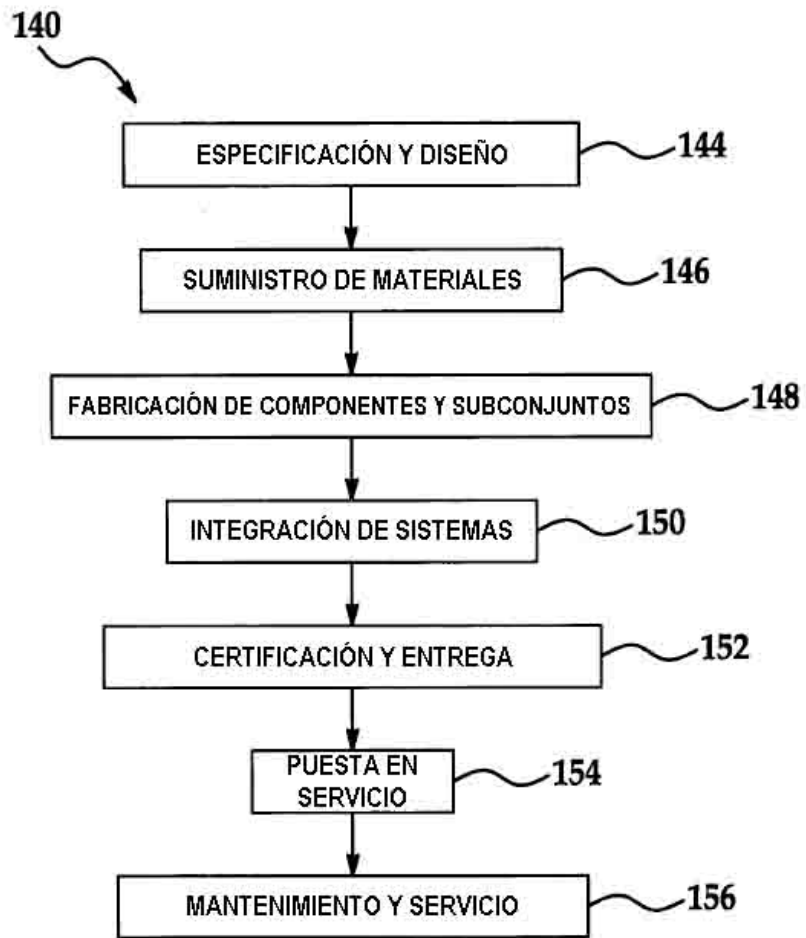 140
ESPECIFICACIÓN Y DISEÑO
144
SUMINISTRO DE MATERIALES
146
FABRICACIÓN DE COMPONENTES Y SUBCONJUNTOS
148
INTEGRACIÓN DE SISTEMAS
150
CERTIFICACIÓN Y ENTREGA
152
PUESTA EN
SERVICIO
154
MANTENIMIENTO Y SERVICIO
156